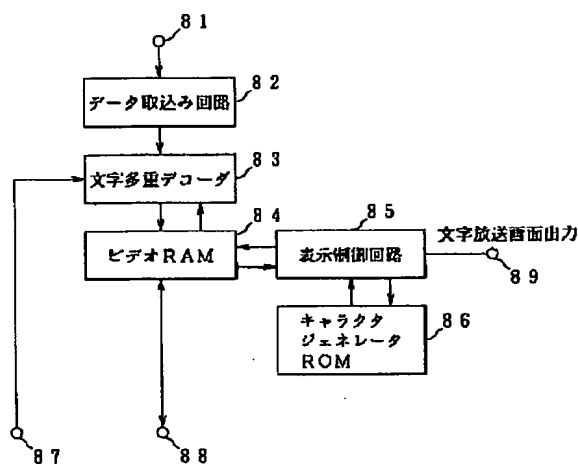 81
82
データ取込み回路
83
文字多重デコーダ
84
ビデオRAM
85
表示制御回路
文字放送画面出力
89
キャラクタ
ジェネレータ
ROM
86
87
88